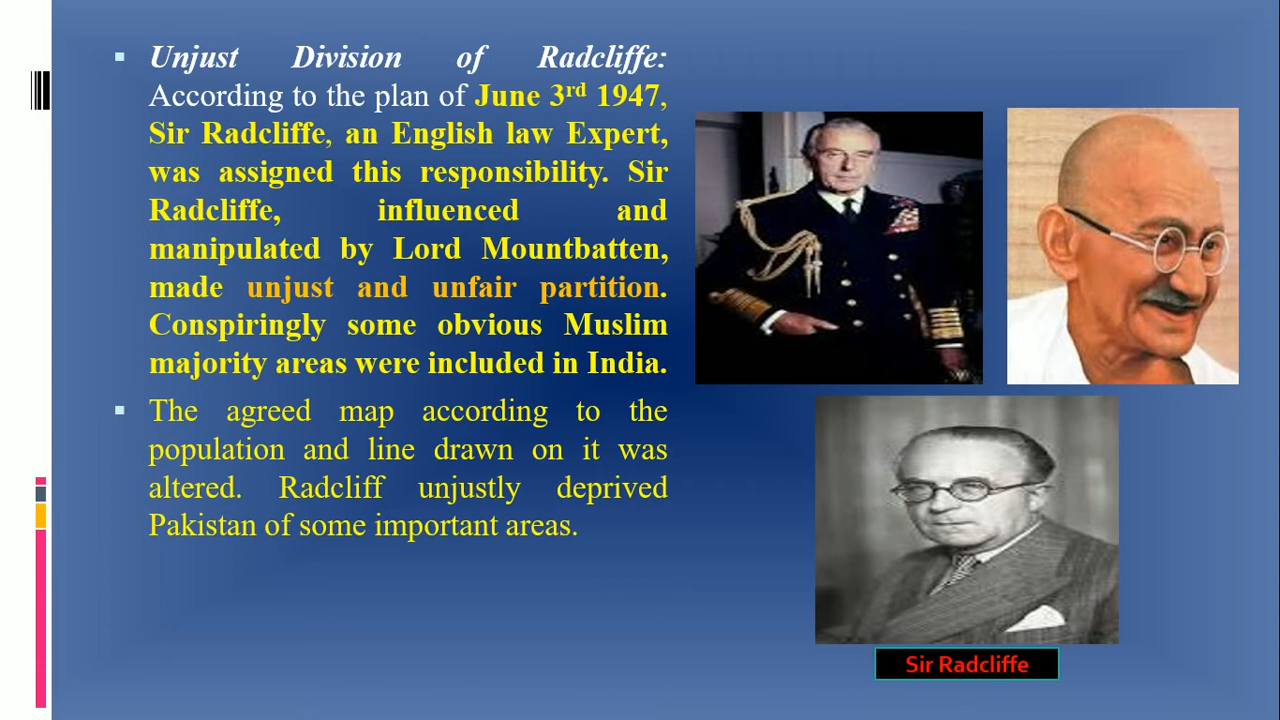 Unjust Division of Radcliffe:
According to the plan of June 3rd 1947,
Sir Radcliffe, an English law Expert,
was assigned this responsibility. Sir
Radcliffe, influenced and
manipulated by Lord Mountbatten,
made unjust and unfair partition.
Conspiringly some obvious Muslim
majority areas were included in India.
The agreed map according to the
population and line drawn on it was
altered. Radcliff unjustly deprived
Pakistan of some important areas.
Sir Radcliffe